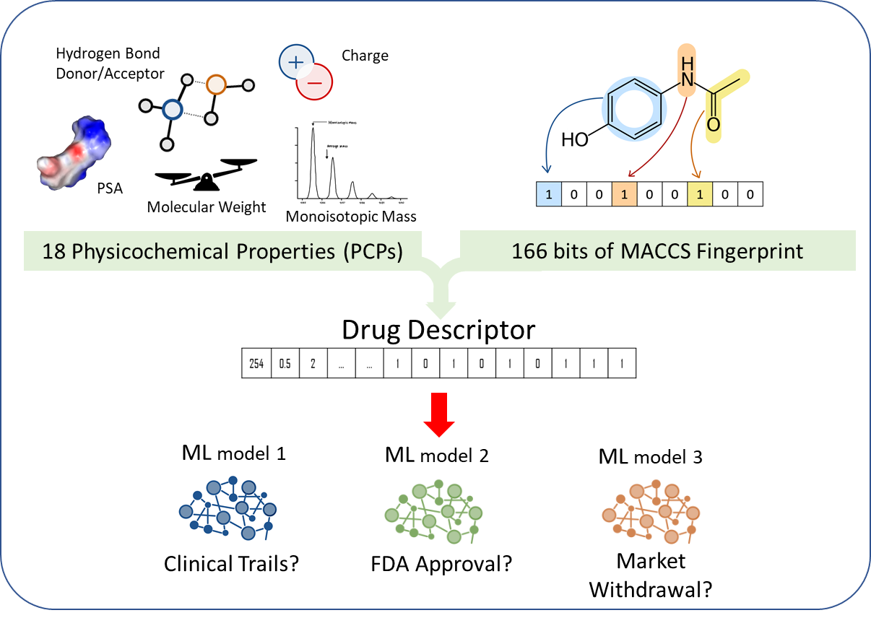 Hydrogen Bond
Donor/Acceptor
Charge
PSA
Molecular Weight
Monoisotopic Mass
H
N
O
HO
1 0 0 1 0 0 1 0 0
18 Physicochemical Properties (PCPs)
166 bits of MACCS Fingerprint
Drug Descriptor
254 0.5 2 ... ... 1 0 1 0 1 0 1 1 1
ML model 1
ML model 2
ML model 3
Clinical Trails?
FDA Approval?
Market
Withdrawal?